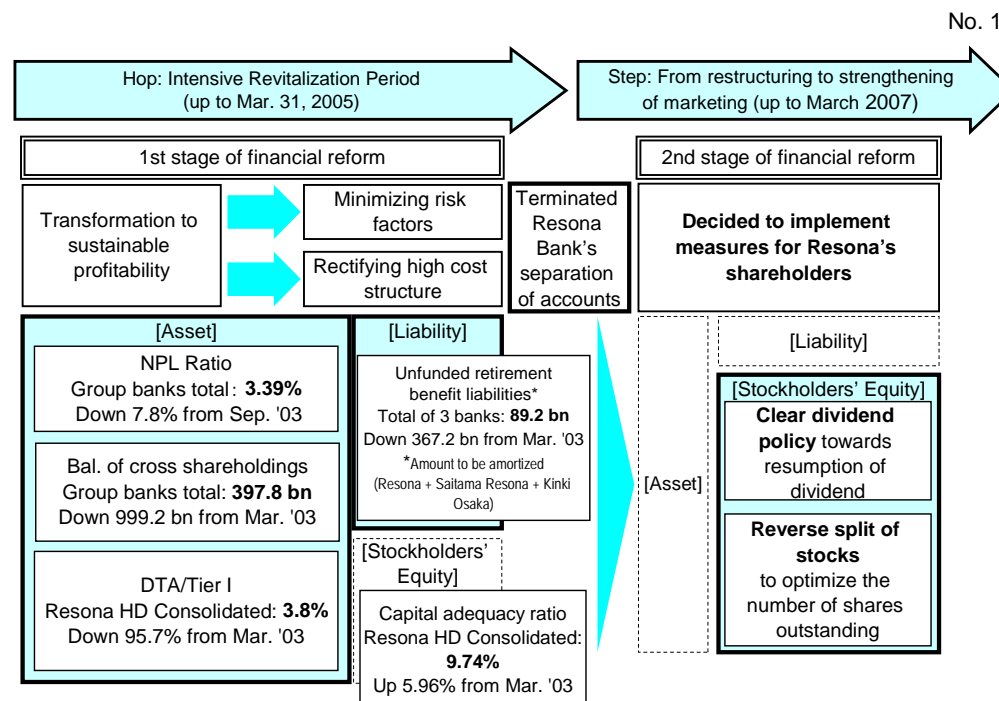 No. 1
Hop: Intensive Revitalization Period
(up to Mar. 31, 2005)
Step: From restructuring to strengthening
of marketing (up to March 2007)
1st stage of financial reform
2nd stage of financial reform
Transformation to
sustainable
profitability
Minimizing risk
factors
Rectifying high cost
structure
Terminated
Resona
Bank's
separation
of accounts
Decided to implement
measures for Resona's
shareholders
[Asset]
NPL Ratio
Group banks total: 3.39%
Down 7.8% from Sep. '03
Bal. of cross shareholdings
Group banks total: 397.8 bn
Down 999.2 bn from Mar. '03
DTA/Tier I
Resona HD Consolidated: 3.8%
Down 95.7% from Mar. '03
[Liability]
Unfunded retirement
benefit liabilities*
Total of 3 banks: 89.2 bn
Down 367.2 bn from Mar. '03
*Amount to be amortized
(Resona + Saitama Resona + Kinki
Osaka)
[Stockholders'
Equity]
Capital adequacy ratio
Resona HD Consolidated:
9.74%
Up 5.96% from Mar. '03
[Asset]
[Liability]
[Stockholders' Equity]
Clear dividend
policy towards
resumption of
dividend
Reverse split of
stocks
to optimize the
number of shares
outstanding